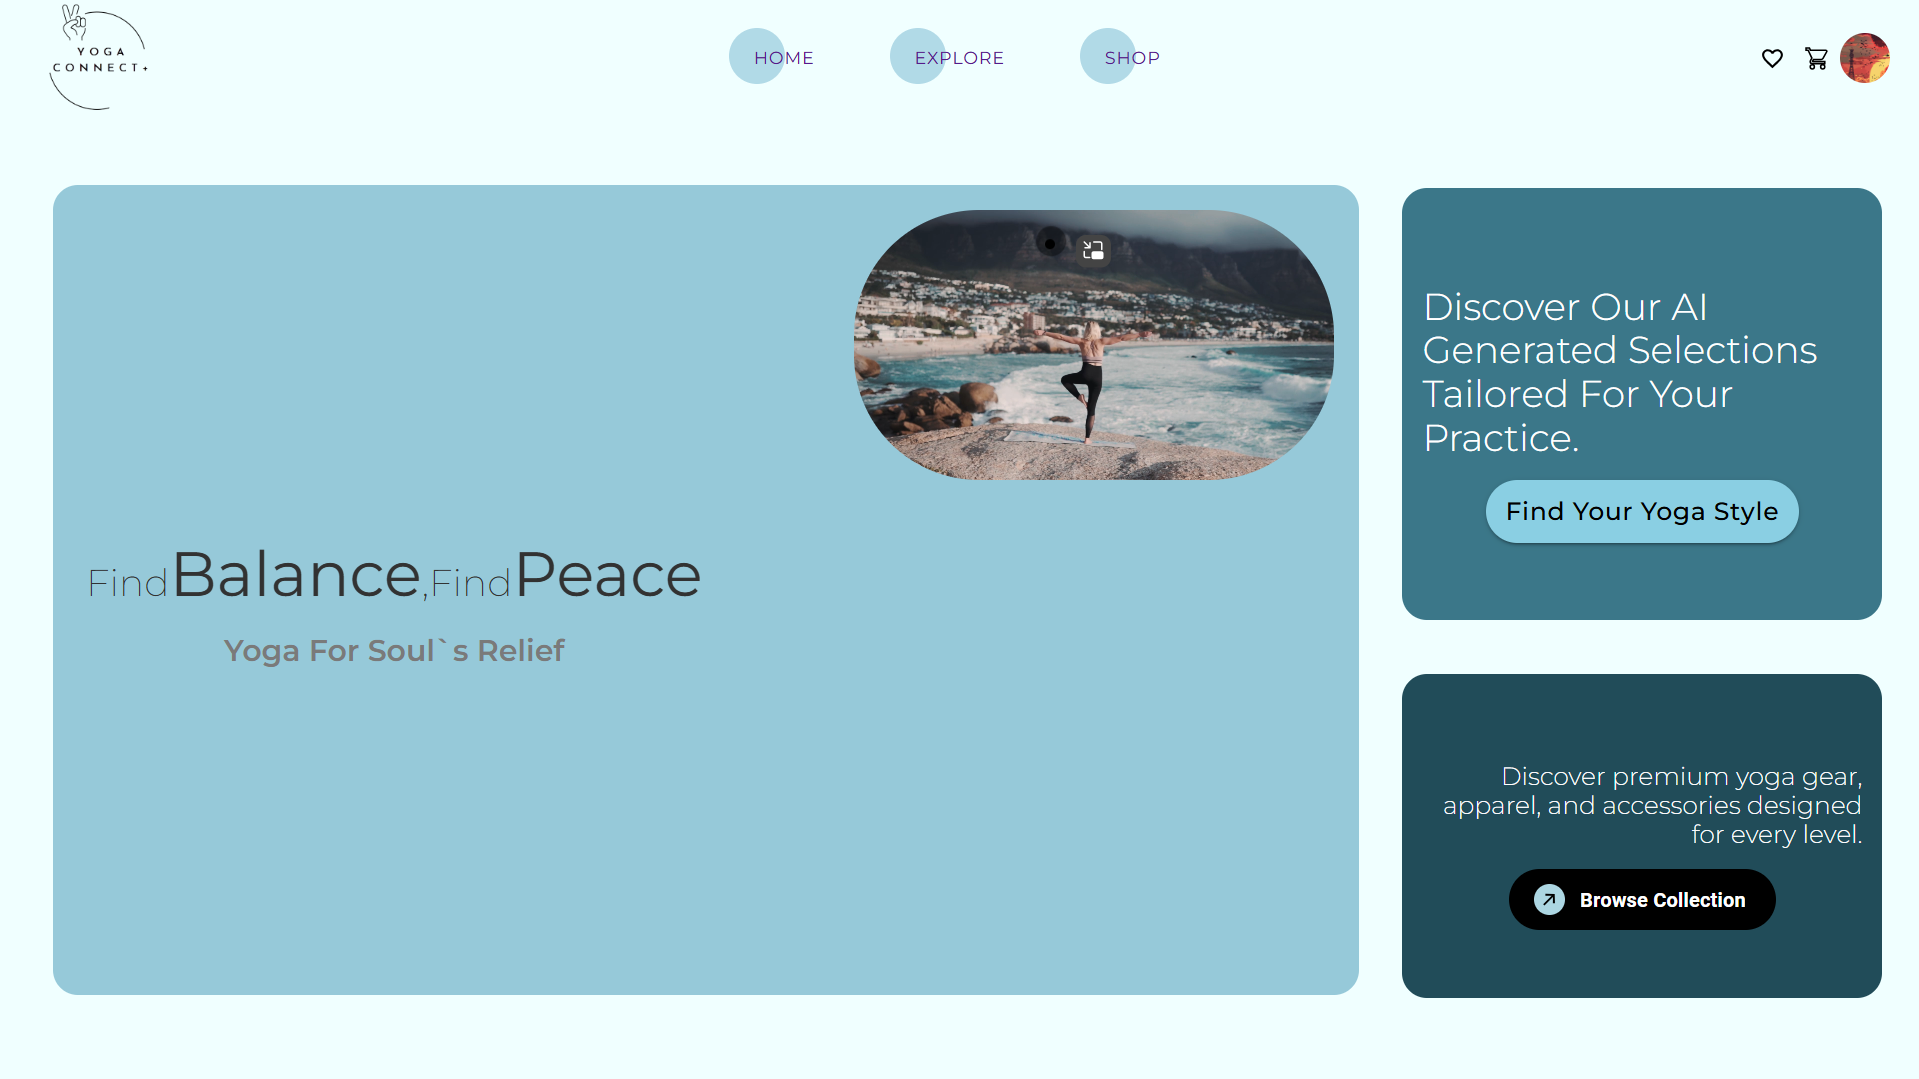 YOGA
CONNECT+
HOME
EXPLORE
SHOP
FindBalance,FindPeace
Yoga For Soul`s Relief
Discover Our AI
Generated Selections
Tailored For Your
Practice.
Find Your Yoga Style
Discover premium yoga gear,
apparel, and accessories designed
for every level.
Browse Collection